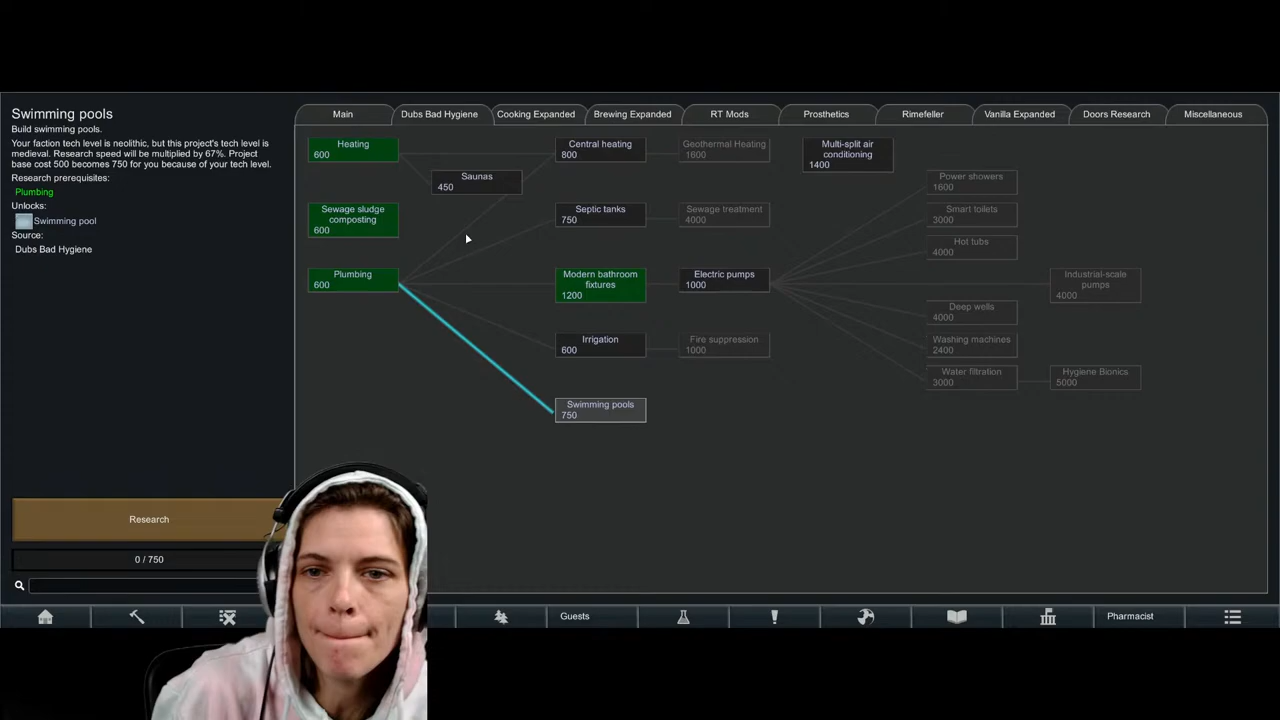 Main
Dubs Bad Hygiene
Cooking Expanded
Brewing Expanded
RT Mods
Prosthetics
Rimefeller
Vanilla Expanded
Doors Research
Miscellaneous
Swimming pools
Build swimming pools.
Your faction tech level is neolithic, but this project's tech level is
medieval. Research speed will be multiplied by 67%. Project
base cost 500 becomes 750 for you because of your tech level.
Research prerequisites:
Plumbing
Unlocks:
Swimming pool
Source:
Dubs Bad Hygiene
Research
0 / 750
Heating
600
Sewage sludge
composting
600
Plumbing
600
Saunas
450
Central heating
800
Septic tanks
750
Modern bathroom
fixtures
1200
Irrigation
600
Swimming pools
750
Geothermal Heating
1600
Sewage treatment
4000
Electric pumps
1000
Fire suppression
1000
Multi-split air
conditioning
1400
Power showers
1600
Smart toilets
3000
Hot tubs
4000
Deep wells
4000
Washing machines
2400
Water filtration
3000
Industrial-scale
pumps
4000
Hygiene Bionics
5000
Guests
Pharmacist